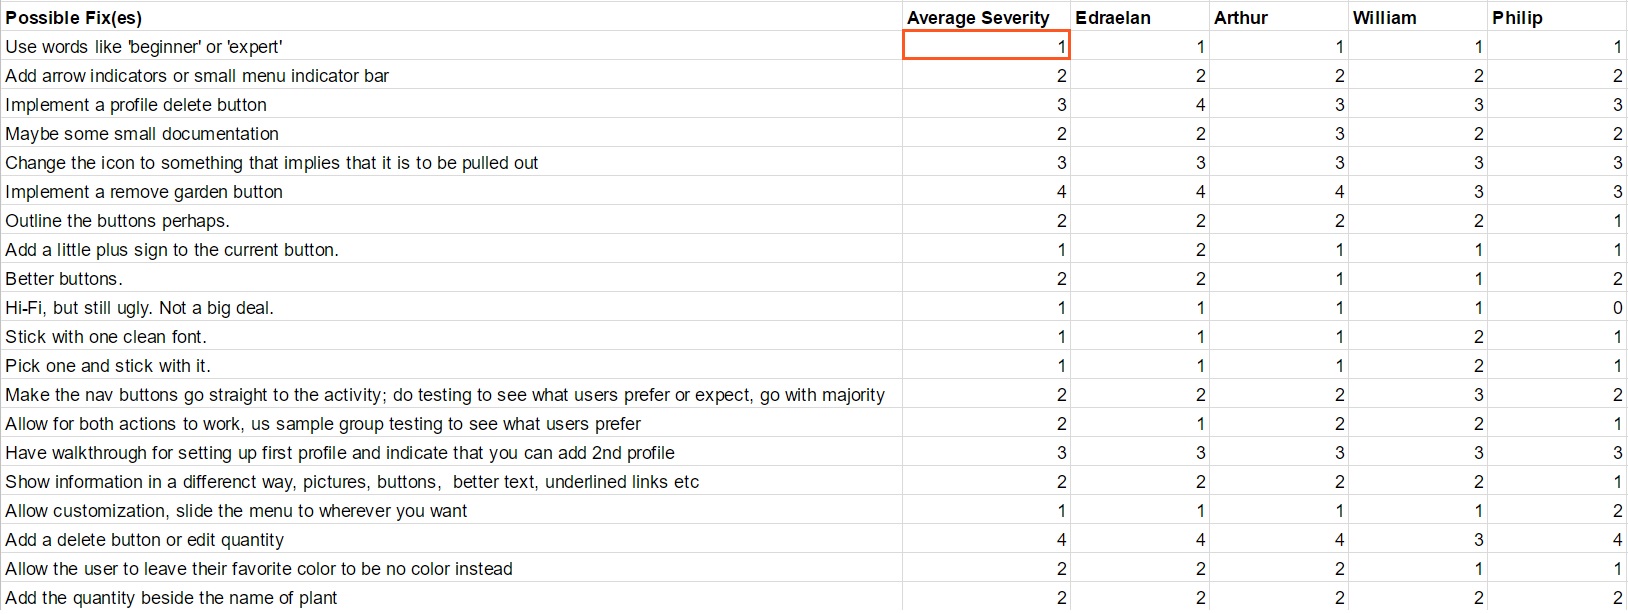 Possible Fix(es) Average Severity Edraelan Arthur William Philip
Use words like 'beginner' or 'expert' 1 1 1 1 1
Add arrow indicators or small menu indicator bar 2 2 2 2 2
Implement a profile delete button 3 4 3 3 3
Maybe some small documentation 2 2 3 2 2
Change the icon to something that implies that it is to be pulled out 3 3 3 3 3
Implement a remove garden button 4 4 4 3 3
Outline the buttons perhaps. 2 2 2 2 1
Add a little plus sign to the current button. 1 2 1 1 1
Better buttons. 2 2 1 1 2
Hi-Fi, but still ugly. Not a big deal. 1 1 1 1 0
Stick with one clean font. 1 1 1 2 1
Pick one and stick with it. 1 1 1 2 1
Make the nav buttons go straight to the activity; do testing to see what users prefer or expect, go with majority 2 2 2 3 2
Allow for both actions to work, us sample group testing to see what users prefer 2 1 2 2 1
Have walkthrough for setting up first profile and indicate that you can add 2nd profile 3 3 3 3 3
Show information in a differenct way, pictures, buttons,  better text, underlined links etc 2 2 2 2 1
Allow customization, slide the menu to wherever you want 1 1 1 1 2
Add a delete button or edit quantity 4 4 4 3 4
Allow the user to leave their favorite color to be no color instead 2 2 2 1 1
Add the quantity beside the name of plant 2 2 2 2 2